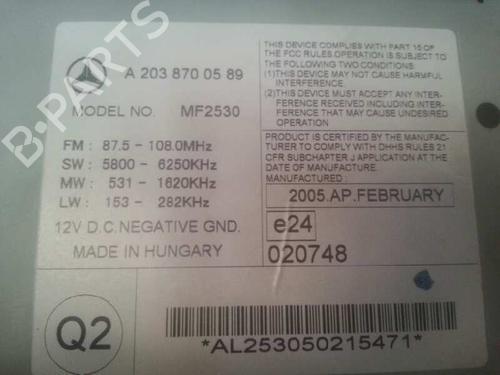 B-PARTS
A 203 870 05 89
MODEL NO. MF2530
FM : 87.5 - 108.0MHz
SW : 5800 - 6250KHz
MW : 531 - 1620KHz
LW : 153 - 282KHz
12V D.C.NEGATIVE GND.
MADE IN HUNGARY
Q2
THIS DEVICE COMPLIES WITH PART 15 OF
THE FCC RULES OPERATION IS SUBJECT TO
THE FOLLOWING TWO CONDITIONS:
(1)THIS DEVICE MAY NOT CAUSE HARMFUL
INTERFERENCE.
(2)THIS DEVICE MUST ACCEPT ANY INTER-
FERENCE RECEIVED INCLUDING INTER-
FERENCE THAT MAY CAUSE UNDESIRED
OPERATION.
PRODUCT IS CERTIFIED BY THE MANUFAC-
TURER TO COMPLY WITH DHHS RULES 21
CFR SUBCHAPTER J APPLICATION AT THE
DATE OF MANUFACTURE.
MANUFACTURED :
2005.AP.FEBRUARY
e24
020748
*AL253050215471*